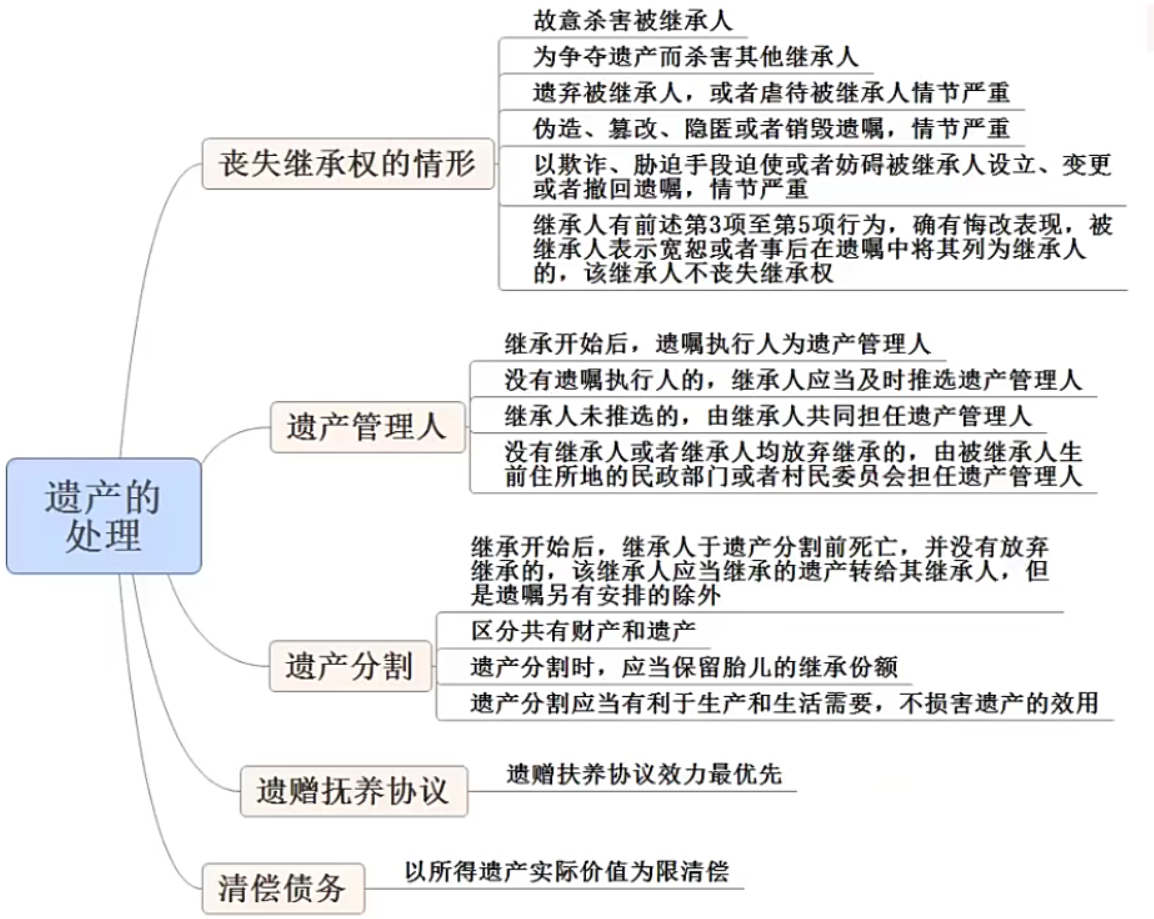 遗产的
处理
丧失继承权的情形
故意杀害被继承人
为争夺遗产而杀害其他继承人
遗弃被继承人，或者虐待被继承人情节严重
伪造、篡改、隐匿或者销毁遗嘱，情节严重
以欺诈、胁迫手段迫使或者妨碍被继承人设立、变更
或者撤回遗嘱，情节严重
继承人有前述第3项至第5项行为，确有悔改表现，被
继承人表示宽恕或者事后在遗嘱中将其列为继承人
的，该继承人不丧失继承权
遗产管理人
继承开始后，遗嘱执行人为遗产管理人
没有遗嘱执行人的，继承人应当及时推选遗产管理人
继承人未推选的，由继承人共同担任遗产管理人
没有继承人或者继承人均放弃继承的，由被继承人生
前住所地的民政部门或者村民委员会担任遗产管理人
遗产分割
继承开始后，继承人于遗产分割前死亡，并没有放弃
继承的，该继承人应当继承的遗产转给其继承人，但
是遗嘱另有安排的除外
区分共有财产和遗产
遗产分割时，应当保留胎儿的继承份额
遗产分割应当有利于生产和生活需要，不损害遗产的效用
遗赠抚养协议
遗赠扶养协议效力最优先
清偿债务
以所得遗产实际价值为限清偿